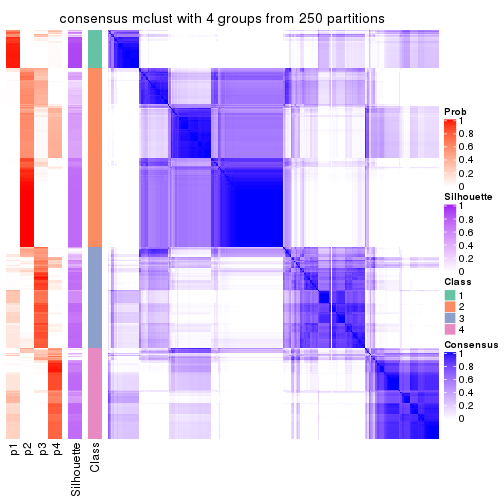 consensus mclust with 4 groups from 250 partitions
Prob
1
0.8
0.6
0.4
0.2
0
Silhouette
1
0.8
0.6
0.4
0.2
0
Class
1
2
3
4
Consensus
1
0.8
0.6
0.4
0.2
0
p1
p2
p3
p4
Silhouette
Class